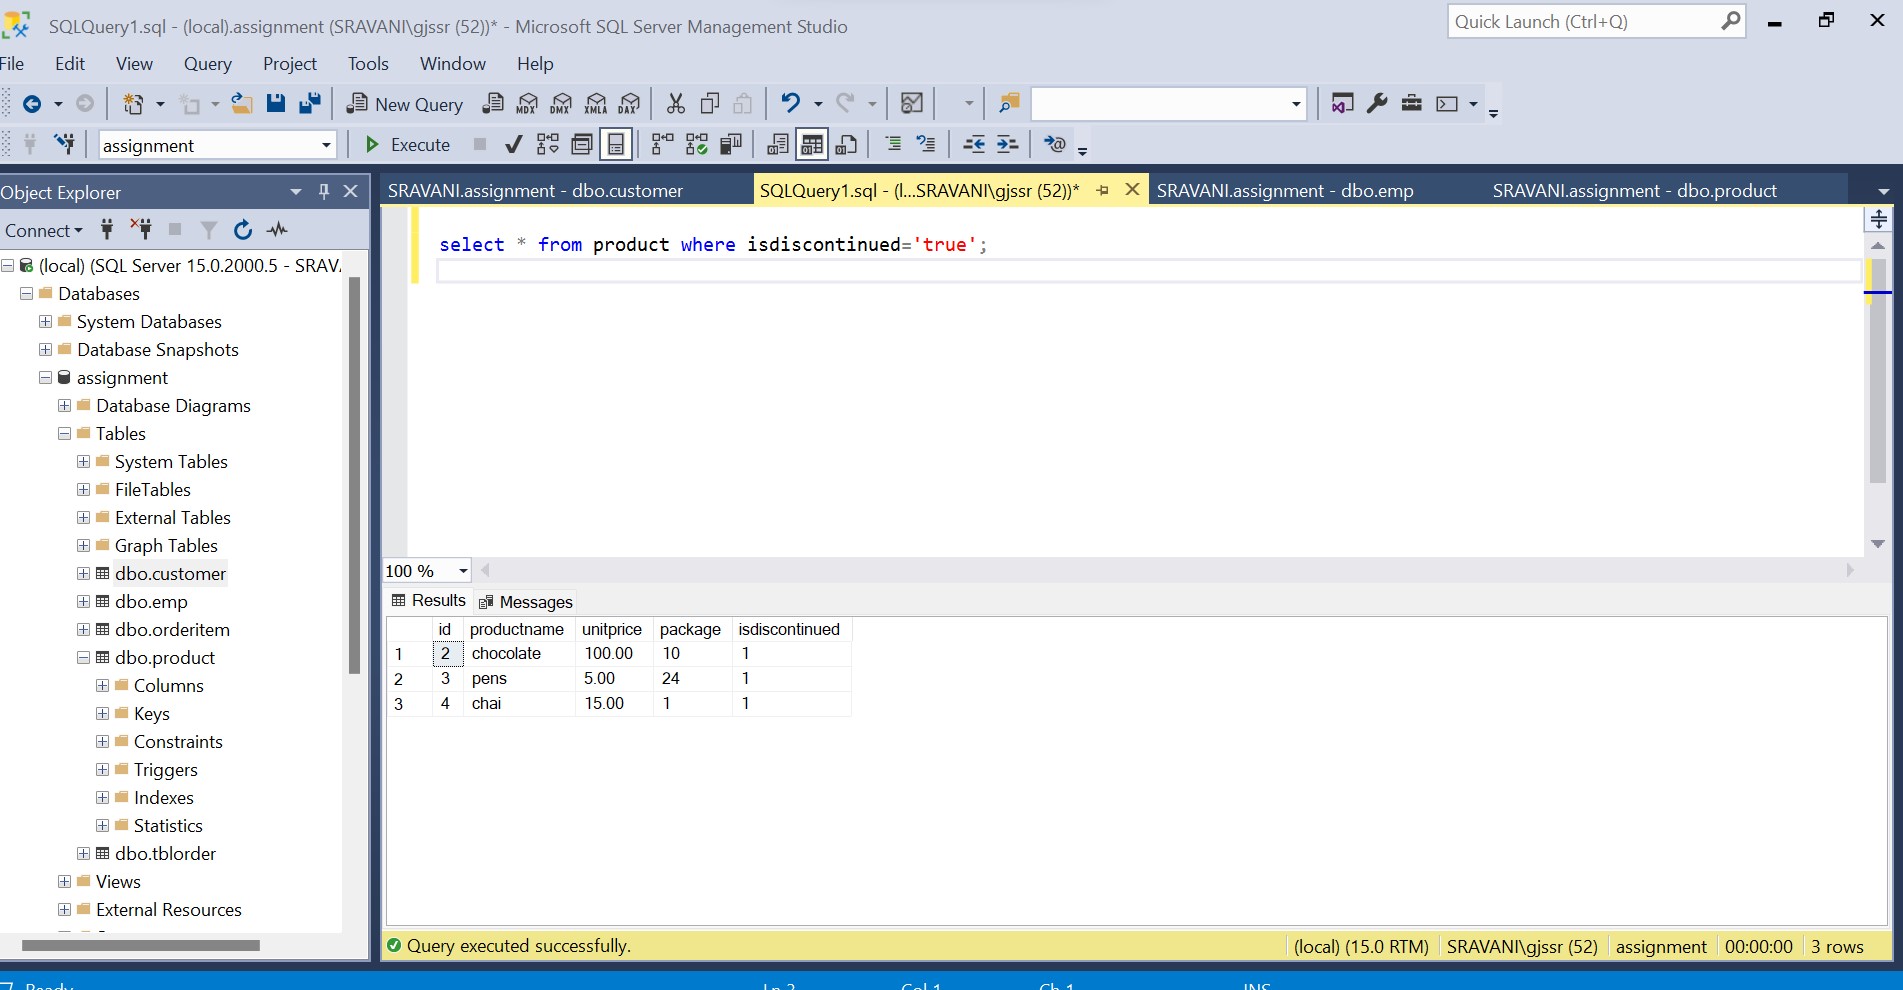 SQLQuery1.sql - (local).assignment (SRAVANI\gjssr (52))* - Microsoft SQL Server Management Studio
Quick Launch (Ctrl+Q)
File Edit View Query Project Tools Window Help
New Query MDX DMX XMLA DAX
assignment Execute
Object Explorer
SRAVANI.assignment - dbo.customer SQLQuery1.sql - (l...SRAVANI\gjssr (52))* SRAVANI.assignment - dbo.emp SRAVANI.assignment - dbo.product
Connect
(local) (SQL Server 15.0.2000.5 - SRAV
Databases
System Databases
Database Snapshots
assignment
Database Diagrams
Tables
System Tables
FileTables
External Tables
Graph Tables
dbo.customer
dbo.emp
dbo.orderitem
dbo.product
Columns
Keys
Constraints
Triggers
Indexes
Statistics
dbo.tblorder
Views
External Resources
select * from product where isdiscontinued='true';
100 %
Results Messages
id productname unitprice package isdiscontinued
1 2 chocolate 100.00 10 1
2 3 pens 5.00 24 1
3 4 chai 15.00 1 1
Query executed successfully. (local) (15.0 RTM) SRAVANI\gjssr (52) assignment 00:00:00 3 rows
Ready Col 1 Ch 1 INS